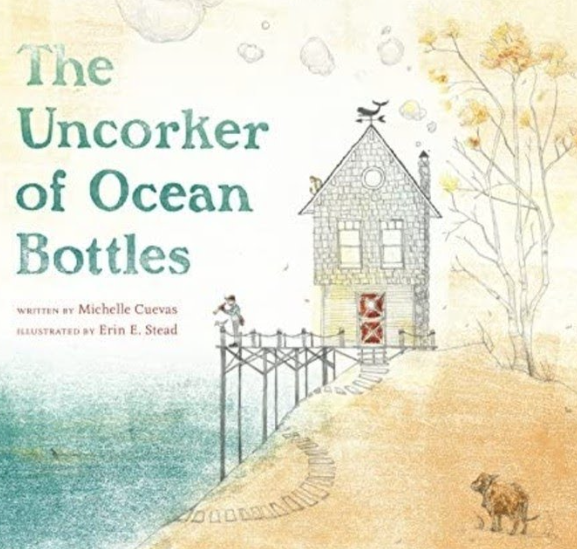 The
Uncorker
of Ocean
Bottles
WRITTEN BY Michelle Cuevas
ILLUSTRATED BY Erin E. Stead